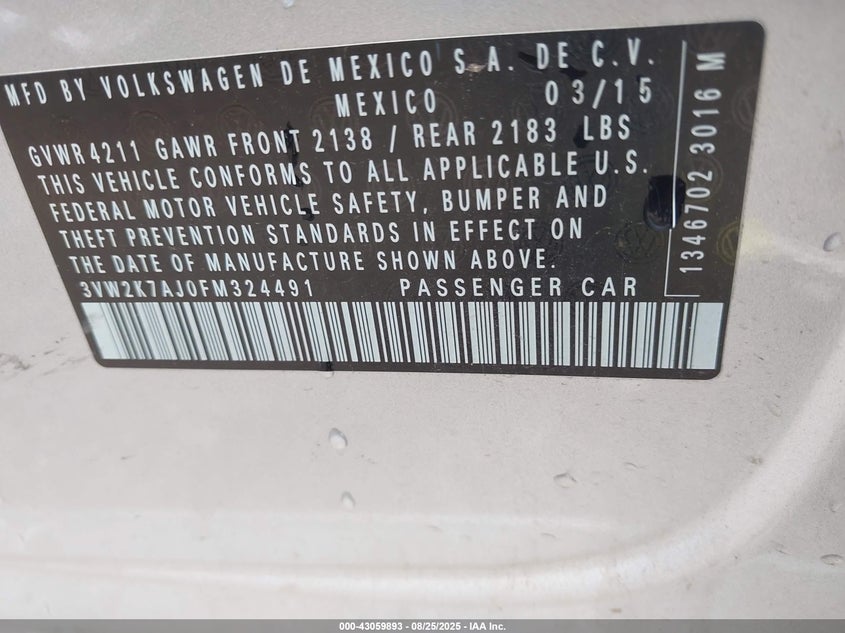 MFD BY VOLKSWAGEN DE MEXICO S.A. DE C.V.
MEXICO 03/15
GVWR 4211 GAWR FRONT 2138 / REAR 2183 LBS
THIS VEHICLE CONFORMS TO ALL APPLICABLE U.S.
FEDERAL MOTOR VEHICLE SAFETY, BUMPER AND
THEFT PREVENTION STANDARDS IN EFFECT ON
THE DATE OF MANUFACTURE SHOWN ABOVE.
3VW2K7AJ0FM324491 PASSENGER CAR
1346702 3016 M
000-43059893 - 08/25/2025 - IAA Inc.